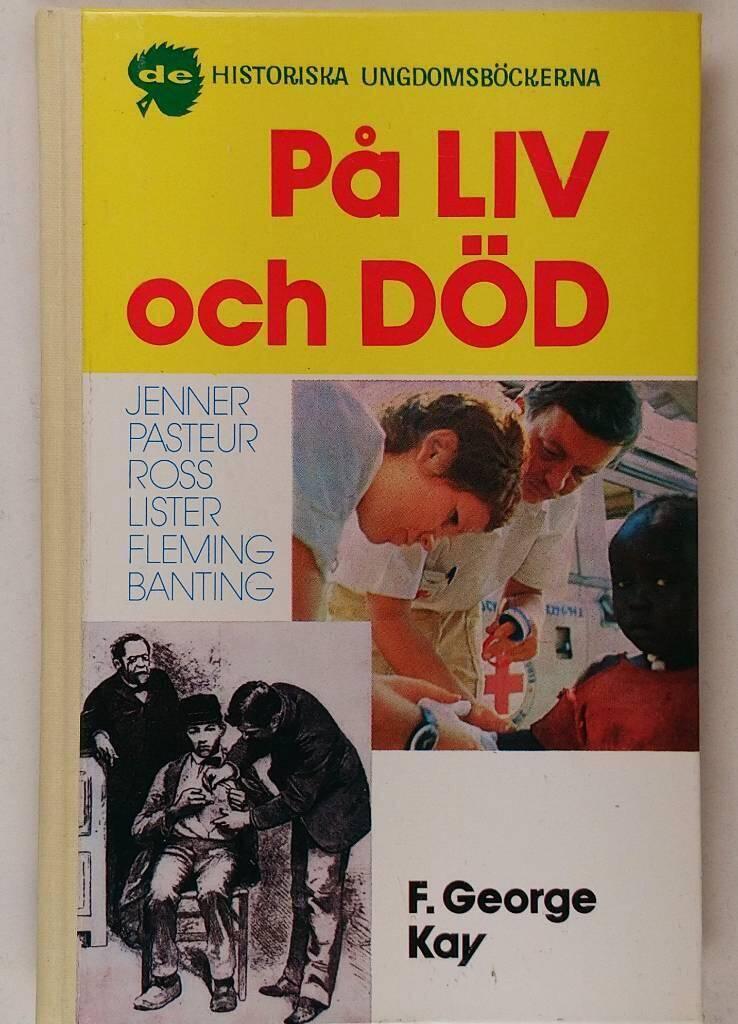 de HISTORISKA UNGDOMSBÖCKERNA
På LIV
och DÖD
JENNER
PASTEUR
ROSS
LISTER
FLEMING
BANTING
F. George
Kay